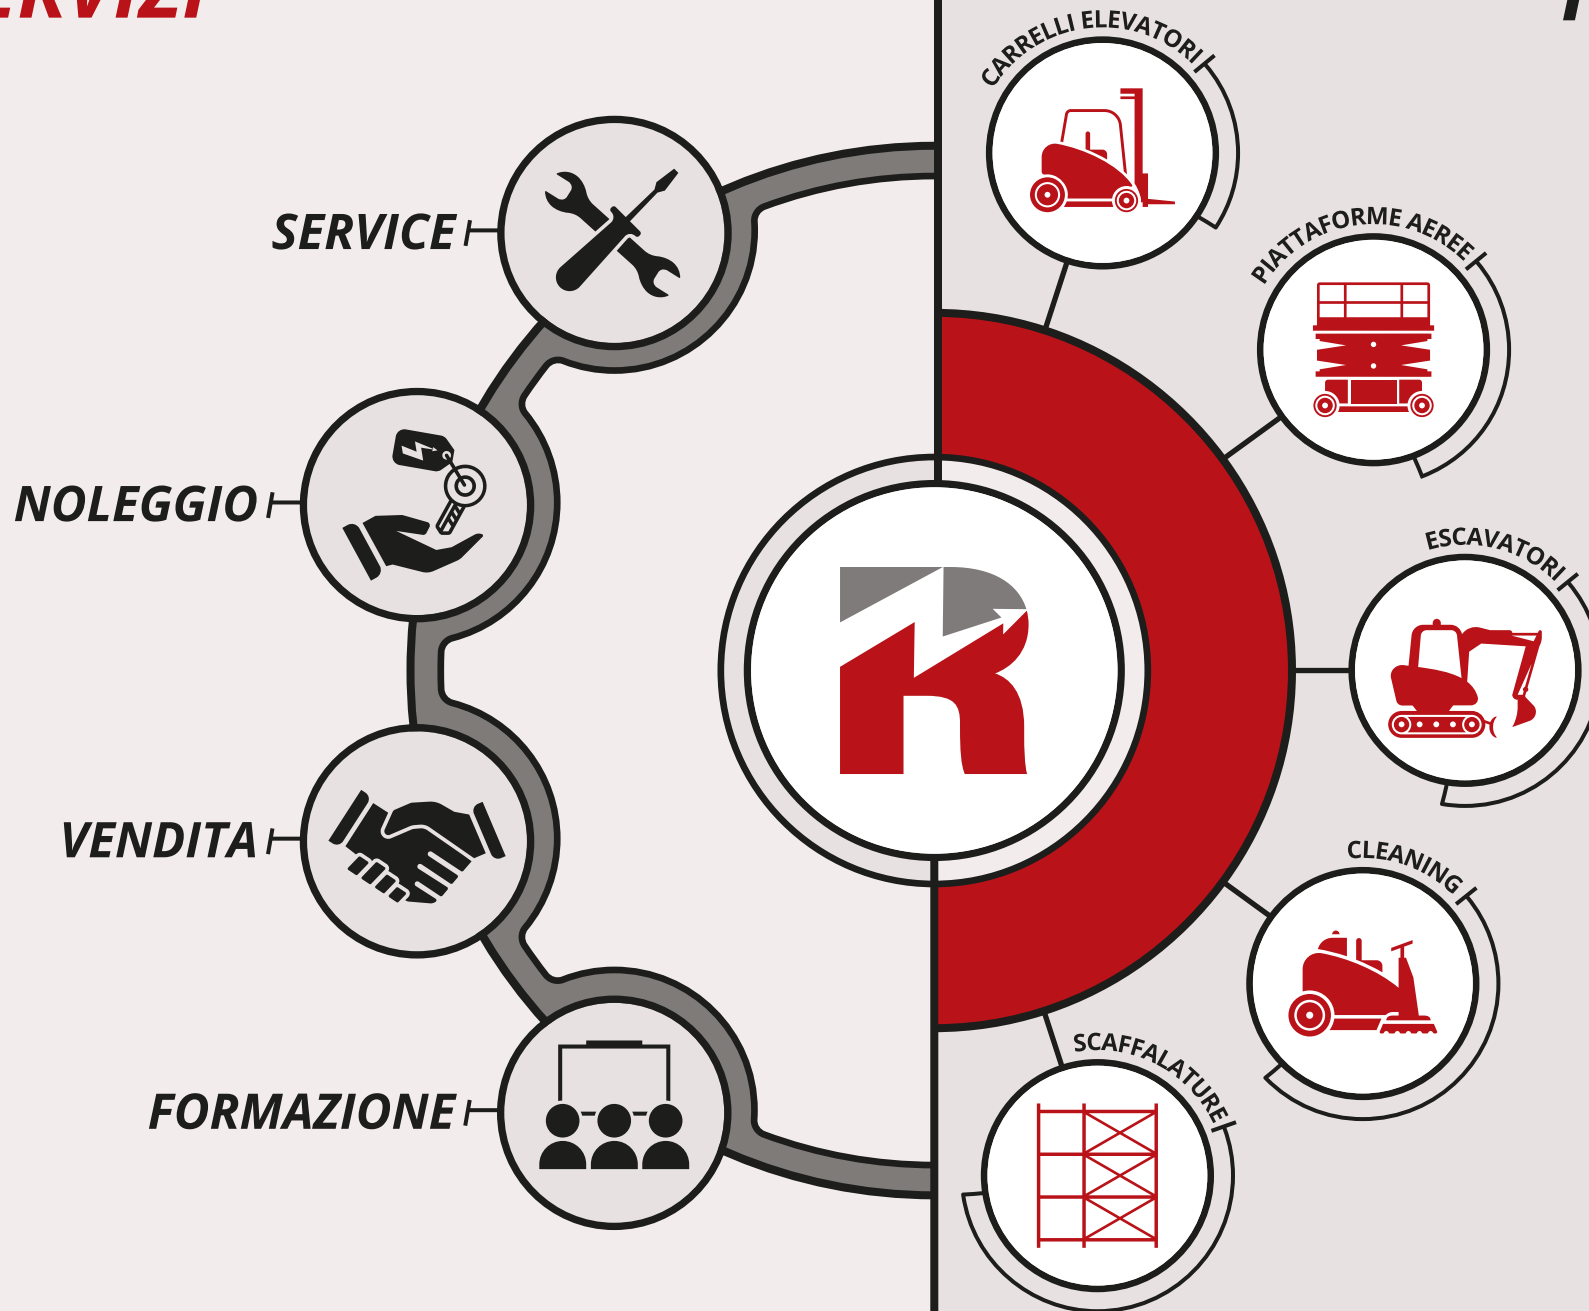 SERVICE
NOLEGGIO
VENDITA
FORMAZIONE
CARRELLI ELEVATORI
PIATTAFORME AEREE
ESCAVATORI
CLEANING
SCAFFALATURE
R